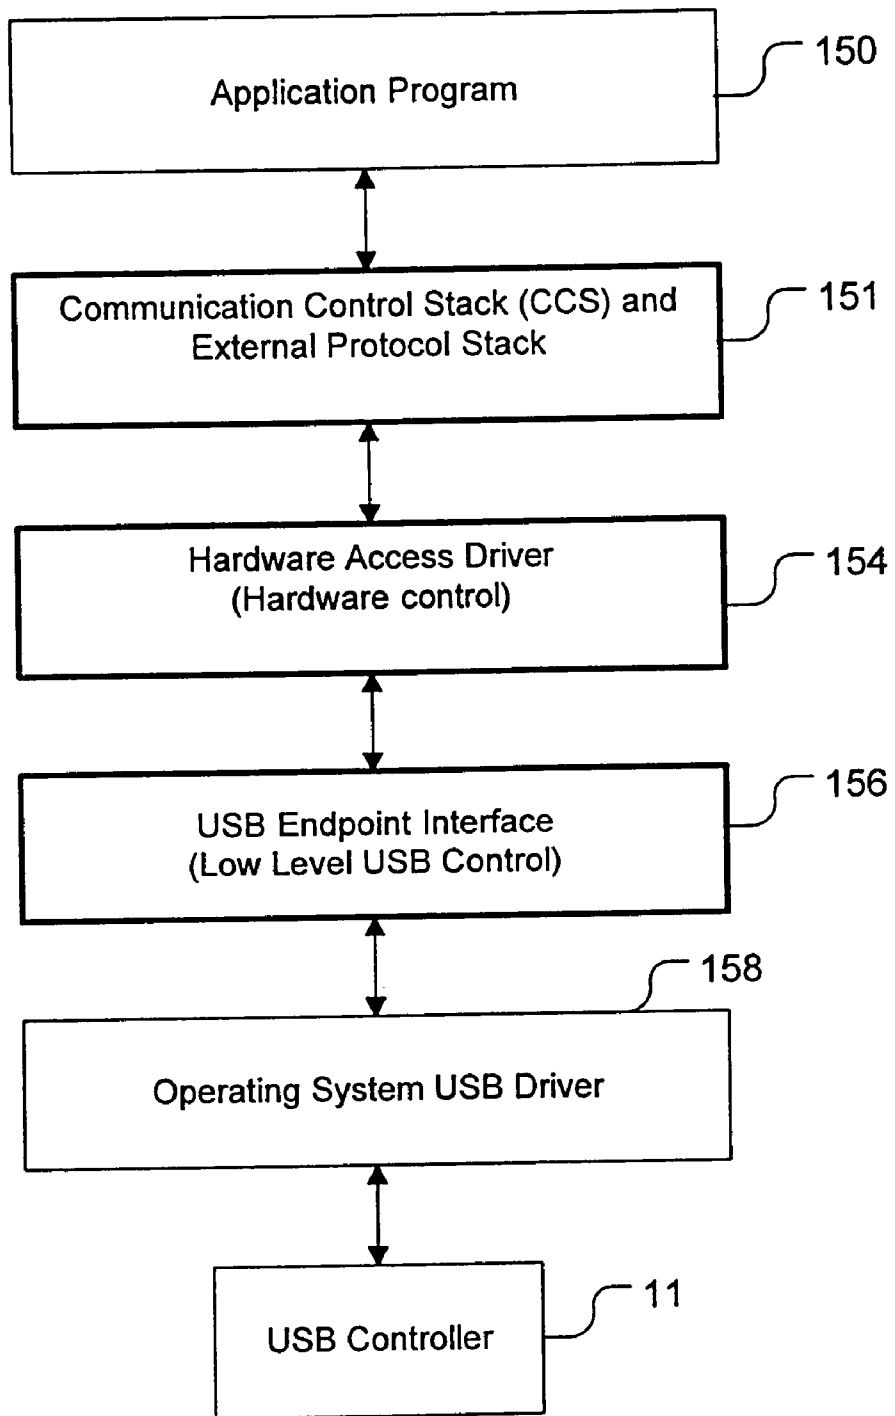 Application Program
150
Communication Control Stack (CCS) and
External Protocol Stack
151
Hardware Access Driver
(Hardware control)
154
USB Endpoint Interface
(Low Level USB Control)
156
158
Operating System USB Driver
USB Controller
11